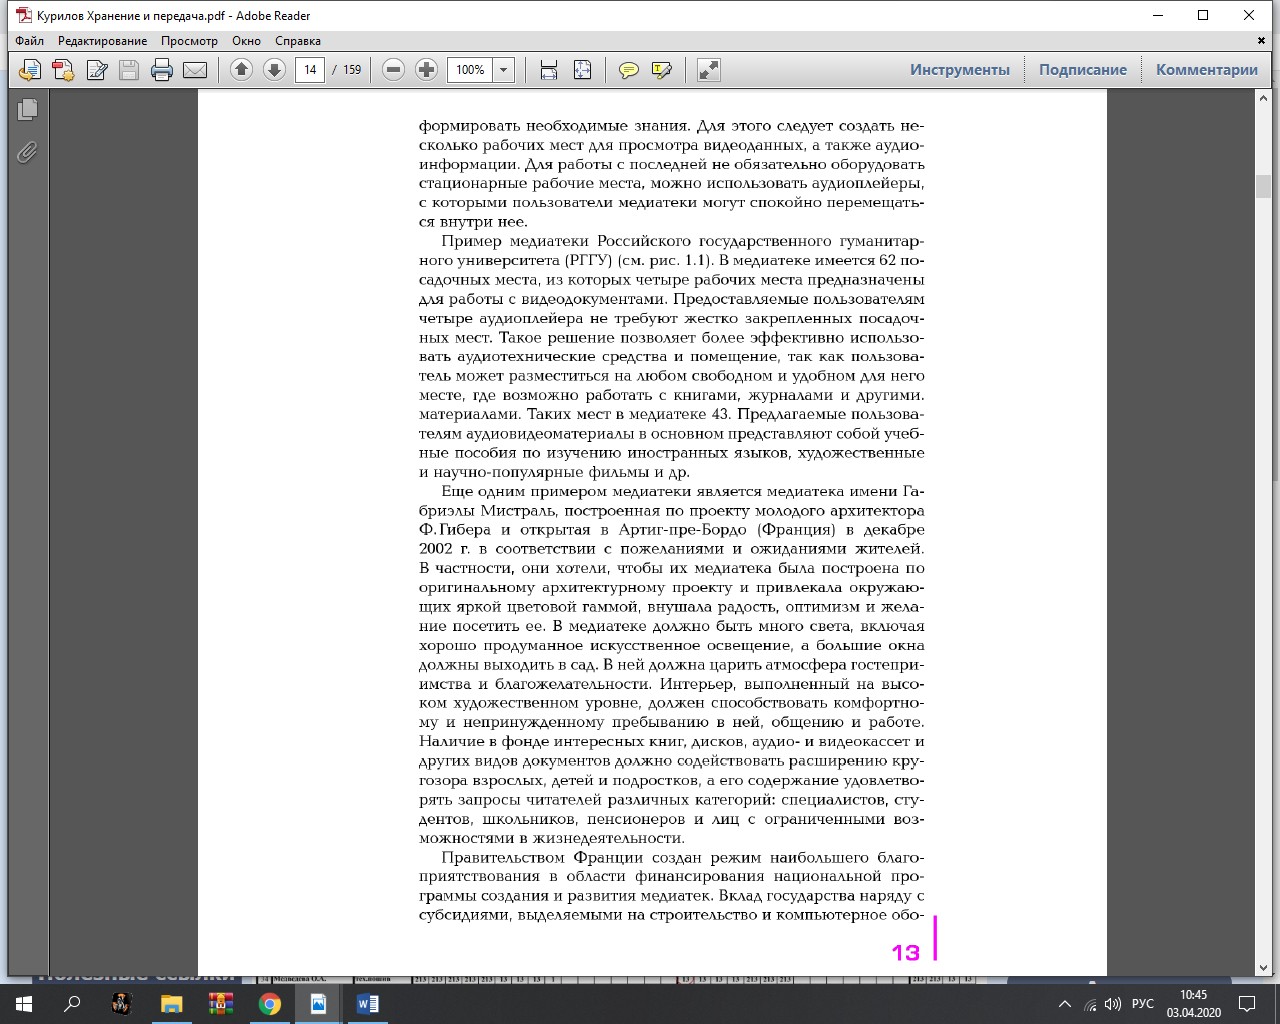 Курилов Хранение и передача.pdf - Adobe Reader
Файл Редактирование Просмотр Окно Справка
14 / 159 100% Инструменты Подписание Комментарии
формировать необходимые знания. Для этого следует создать не-
сколько рабочих мест для просмотра видеоданных, а также аудио-
информации. Для работы с последней не обязательно оборудовать
стационарные рабочие места, можно использовать аудиоплейеры,
с которыми пользователи медиатеки могут спокойно перемещать-
ся внутри нее.
Пример медиатеки Российского государственного гуманитар-
ного университета (РГГУ) (см. рис. 1.1). В медиатеке имеется 62 по-
садочных места, из которых четыре рабочих места предназначены
для работы с видеодокументами. Предоставляемые пользователям
четыре аудиоплейера не требуют жестко закрепленных посадоч-
ных мест. Такое решение позволяет более эффективно использо-
вать аудиотехнические средства и помещение, так как пользова-
тель может разместиться на любом свободном и удобном для него
месте, где возможно работать с книгами, журналами и другими.
материалами. Таких мест в медиатеке 43. Предлагаемые пользова-
телям аудиовидеоматериалы в основном представляют собой учеб-
ные пособия по изучению иностранных языков, художественные
и научно-популярные фильмы и др.
Еще одним примером медиатеки является медиатека имени Га-
бриэлы Мистраль, построенная по проекту молодого архитектора
Ф. Гибера и открытая в Артиг-пре-Бордо (Франция) в декабре
2002 г. в соответствии с пожеланиями и ожиданиями жителей.
В частности, они хотели, чтобы их медиатека была построена по
оригинальному архитектурному проекту и привлекала окружаю-
щих яркой цветовой гаммой, внушала радость, оптимизм и жела-
ние посетить ее. В медиатеке должно быть много света, включая
хорошо продуманное искусственное освещение, а большие окна
должны выходить в сад. В ней должна царить атмосфера гостепри-
имства и благожелательности. Интерьер, выполненный на высо-
ком художественном уровне, должен способствовать комфортно-
му и непринужденному пребыванию в ней, общению и работе.
Наличие в фонде интересных книг, дисков, аудио- и видеокассет и
других видов документов должно содействовать расширению кру-
гозора взрослых, детей и подростков, а его содержание удовлетво-
рять запросы читателей различных категорий: специалистов, сту-
дентов, школьников, пенсионеров и лиц с ограниченными воз-
можностями в жизнедеятельности.
Правительством Франции создан режим наибольшего благо-
приятствования в области финансирования национальной про-
граммы создания и развития медиатек. Вклад государства наряду с
субсидиями, выделяемыми на строительство и компьютерное обо-
13
РУС 10:45
03.04.2020